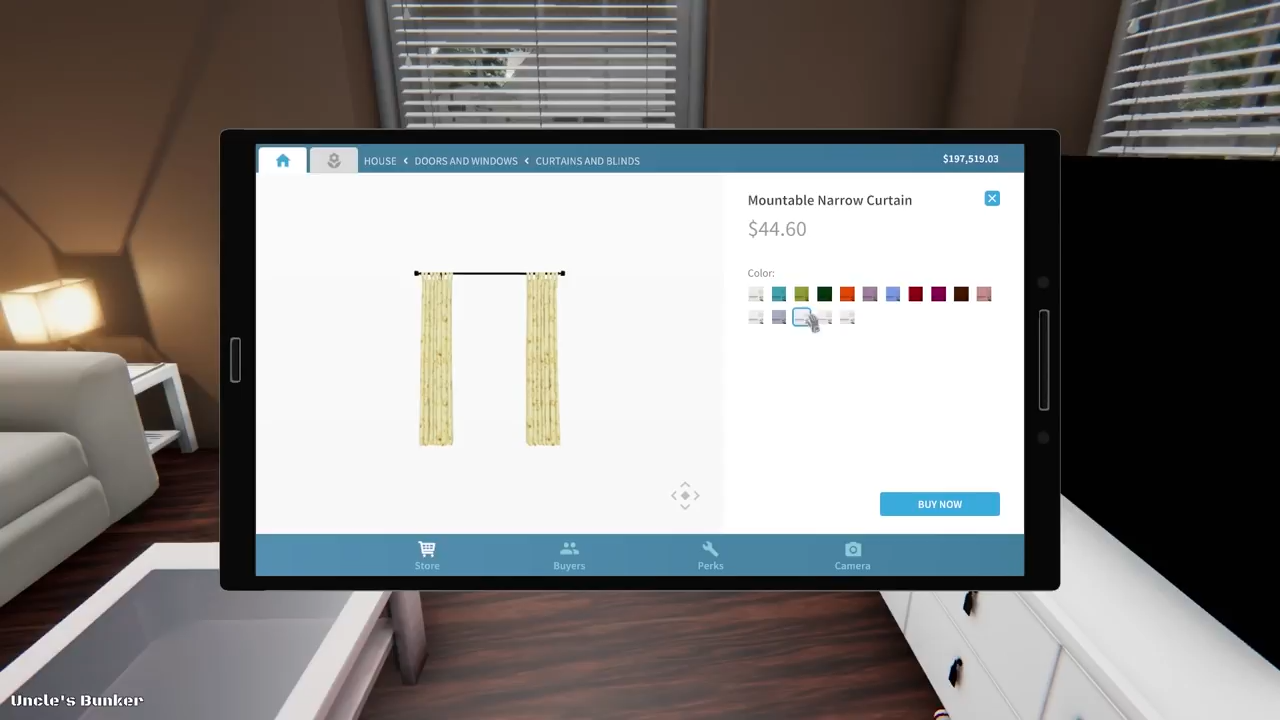 HOUSE < DOORS AND WINDOWS < CURTAINS AND BLINDS
$197,519.03
Mountable Narrow Curtain
$44.60
Color:
BUY NOW
Store
Buyers
Perks
Camera
Uncle's Bunker